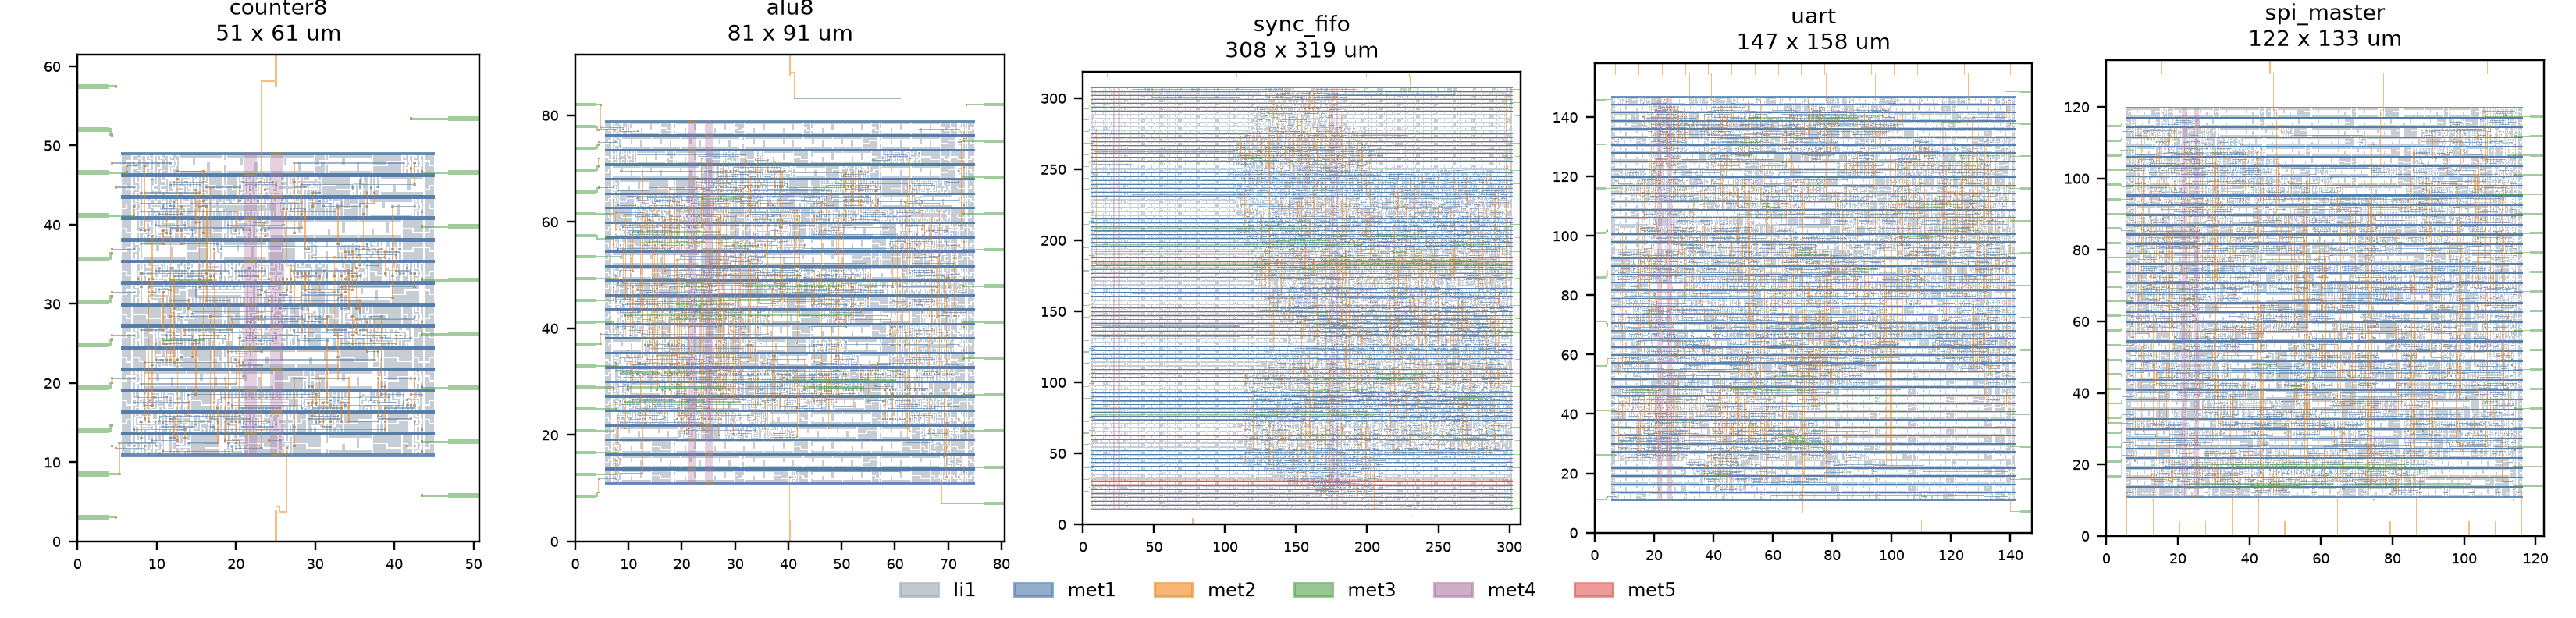 counter8
51 x 61 um
60
50
40
30
20
10
0
0 10 20 30 40 50
alu8
81 x 91 um
80
60
40
20
0
0 10 20 30 40 50 60 70 80
sync_fifo
308 x 319 um
300
250
200
150
100
50
0
0 50 100 150 200 250 300
uart
147 x 158 um
140
120
100
80
60
40
20
0
0 20 40 60 80 100 120 140
spi_master
122 x 133 um
120
100
80
60
40
20
0
0 20 40 60 80 100 120
li1 met1 met2 met3 met4 met5